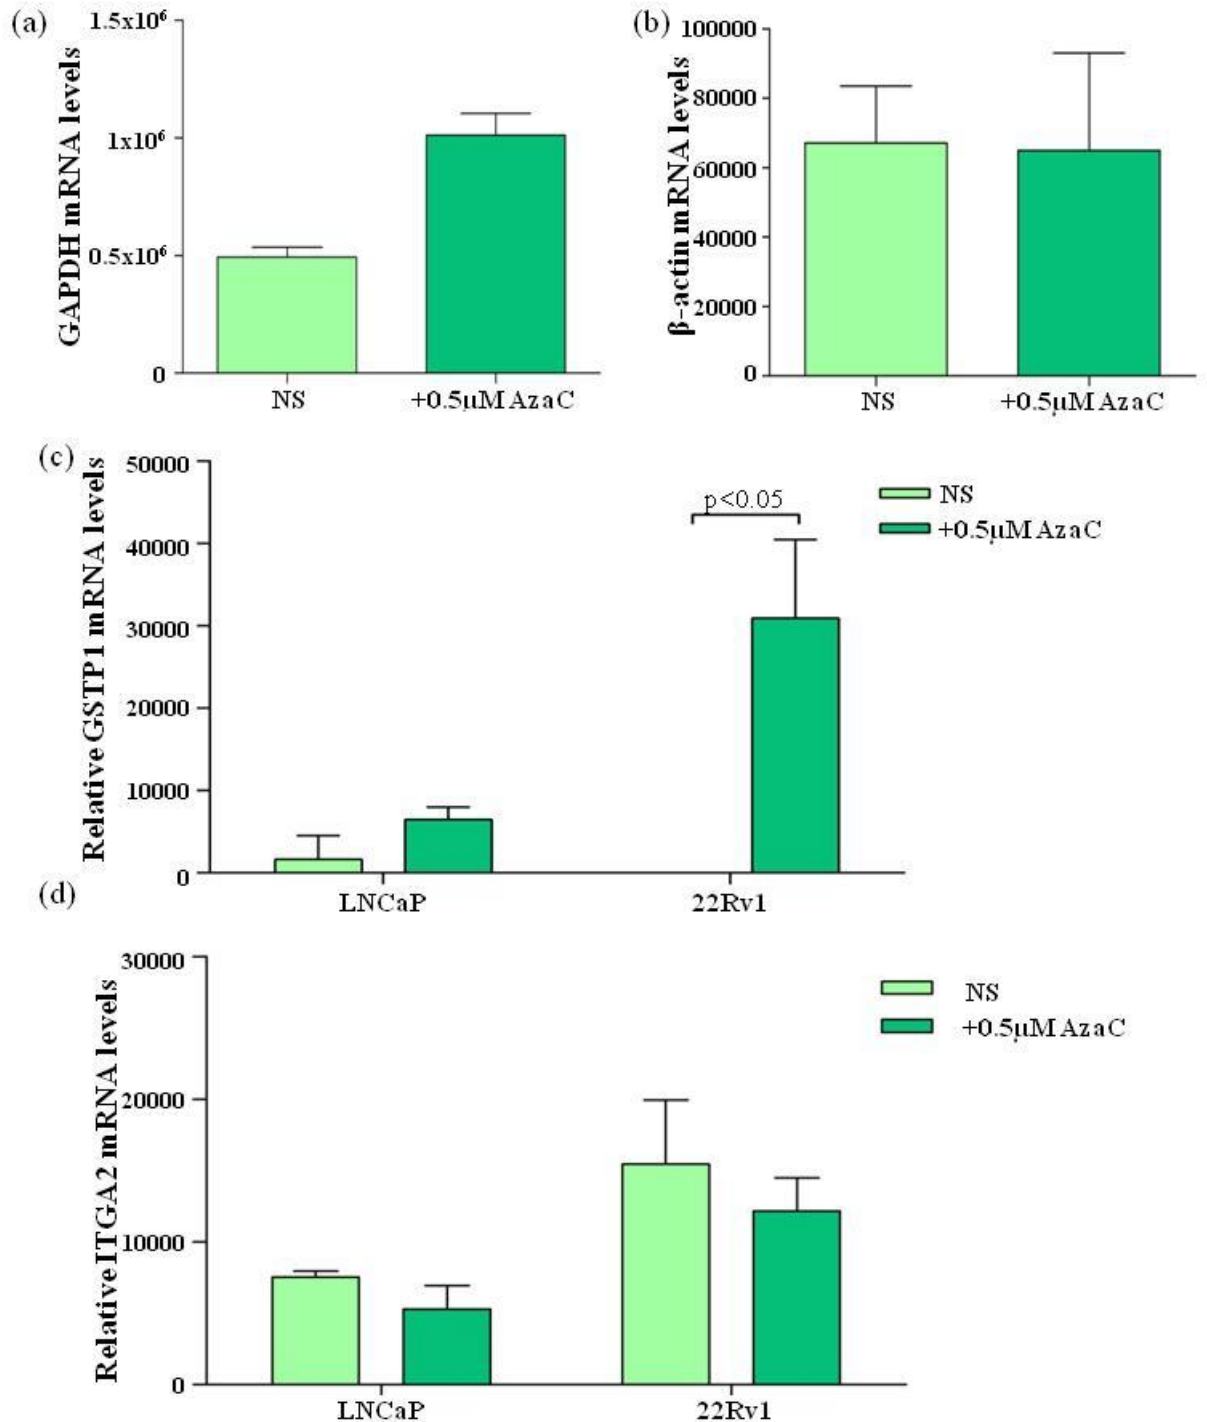 (a)
GAPDH mRNA levels
1.5x10⁶
1x10⁶
0.5x10⁶
0
NS
+0.5µM AzaC
(b)
β-actin mRNA levels
100000
80000
60000
40000
20000
0
NS
+0.5µM AzaC
(c)
Relative GSTP1 mRNA levels
50000
40000
30000
20000
10000
0
p<0.05
NS
+0.5µM AzaC
LNCaP
22Rv1
(d)
Relative ITGA2 mRNA levels
30000
20000
10000
0
NS
+0.5µM AzaC
LNCaP
22Rv1